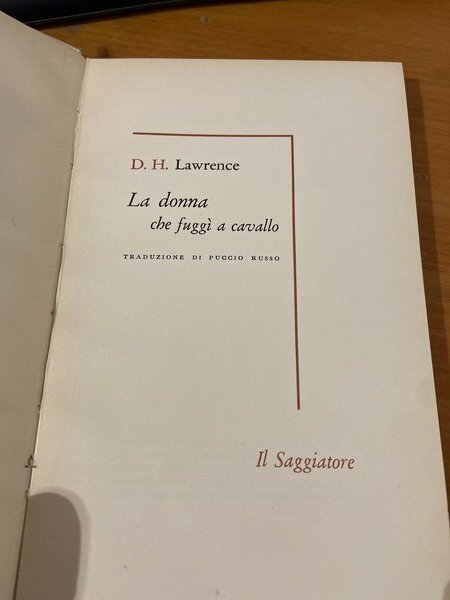 D. H. Lawrence
La donna
che fuggì a cavallo
TRADUZIONE DI PUCCIO RUSSO
Il Saggiatore